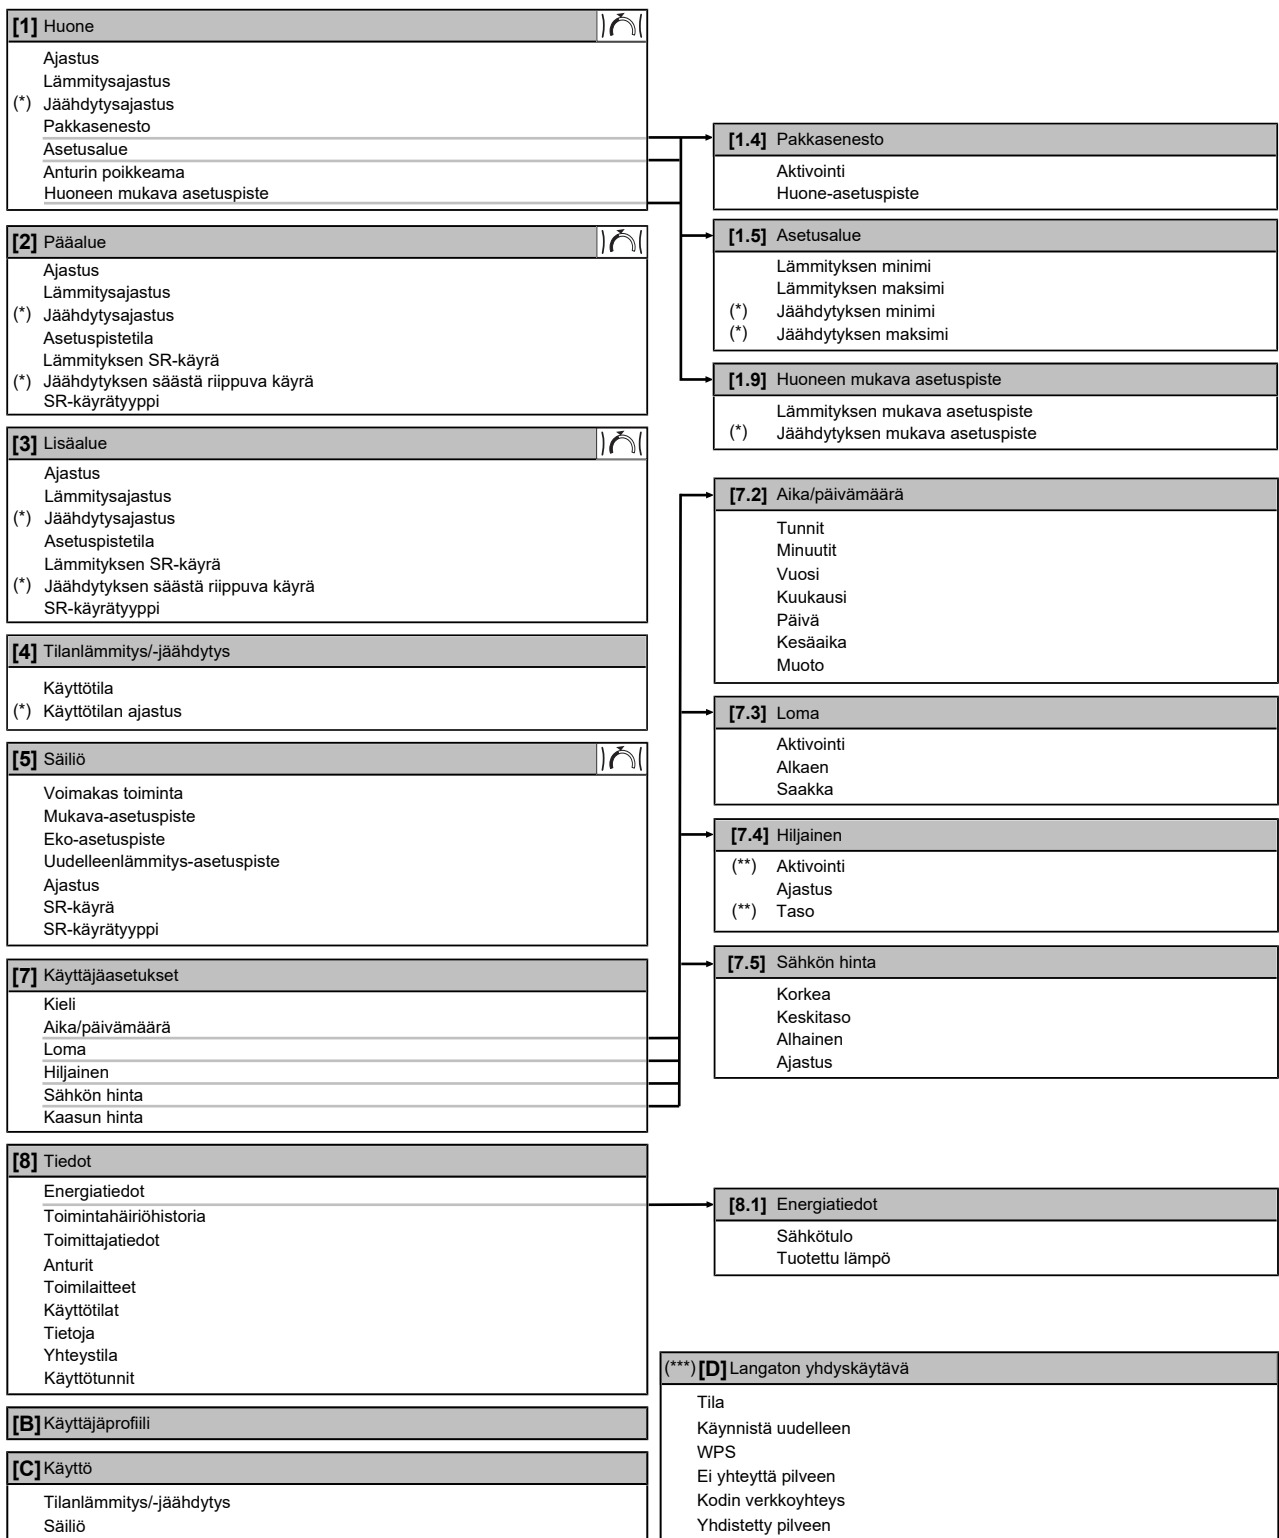 [1] Huone
Ajastus
Lämmitysajastus
(*) Jäähdytysajastus
Pakkasenesto
Asetusalue
Anturin poikkeama
Huoneen mukava asetuspiste
[2] Pääalue
Ajastus
Lämmitysajastus
(*) Jäähdytysajastus
Asetuspistetila
Lämmityksen SR-käyrä
(*) Jäähdytyksen säästä riippuva käyrä
SR-käyrätyyppi
[3] Lisäalue
Ajastus
Lämmitysajastus
(*) Jäähdytysajastus
Asetuspistetila
Lämmityksen SR-käyrä
(*) Jäähdytyksen säästä riippuva käyrä
SR-käyrätyyppi
[4] Tilanlämmitys/-jäähdytys
Käyttötila
(*) Käyttötilan ajastus
[5] Säiliö
Voimakas toiminta
Mukava-asetuspiste
Eko-asetuspiste
Uudelleenlämmitys-asetuspiste
Ajastus
SR-käyrä
SR-käyrätyyppi
[7] Käyttäjäasetukset
Kieli
Aika/päivämäärä
Loma
Hiljainen
Sähkön hinta
Kaasun hinta
[8] Tiedot
Energiatiedot
Toimintahäiriöhistoria
Toimittajatiedot
Anturit
Toimilaitteet
Käyttötilat
Tietoja
Yhteystila
Käyttötunnit
[B] Käyttäjäprofiili
[C] Käyttö
Tilanlämmitys/-jäähdytys
Säiliö
[1.4] Pakkasenesto
Aktivointi
Huone-asetuspiste
[1.5] Asetusalue
Lämmityksen minimi
Lämmityksen maksimi
(*) Jäähdytyksen minimi
(*) Jäähdytyksen maksimi
[1.9] Huoneen mukava asetuspiste
Lämmityksen mukava asetuspiste
(*) Jäähdytyksen mukava asetuspiste
[7.2] Aika/päivämäärä
Tunnit
Minuutit
Vuosi
Kuukausi
Päivä
Kesäaika
Muoto
[7.3] Loma
Aktivointi
Alkaen
Saakka
[7.4] Hiljainen
(**) Aktivointi
Ajastus
(**) Taso
[7.5] Sähkön hinta
Korkea
Keskitaso
Alhainen
Ajastus
[8.1] Energiatiedot
Sähkötulo
Tuotettu lämpö
(***) [D] Langaton yhdyskäytävä
Tila
Käynnistä uudelleen
WPS
Ei yhteyttä pilveen
Kodin verkkoyhteys
Yhdistetty pilveen